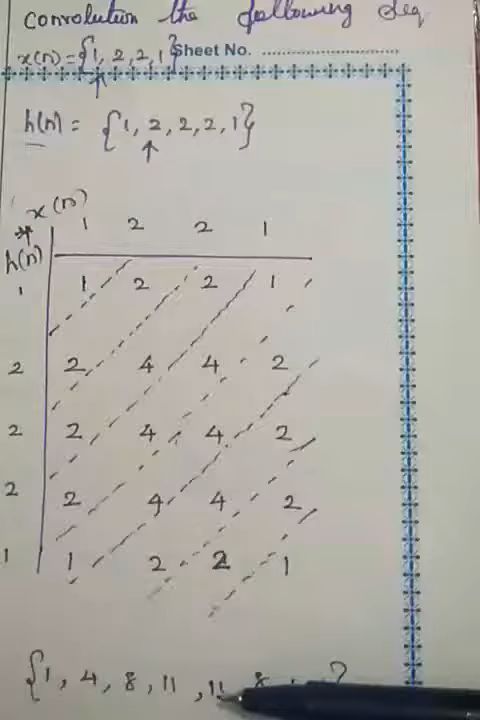 convolution the following seq
x(n)={1, 2, 2, 1} Sheet No. ..............................
↑
h(n) = {1, 2, 2, 2, 1}
↑
x(n)
* 1 2 2 1
h(n)
1 1 2 2 1
2 2 4 4 2
2 2 4 4 2
2 2 4 4 2
1 1 2 2 1
{1, 4, 8, 11, 11, 8, }